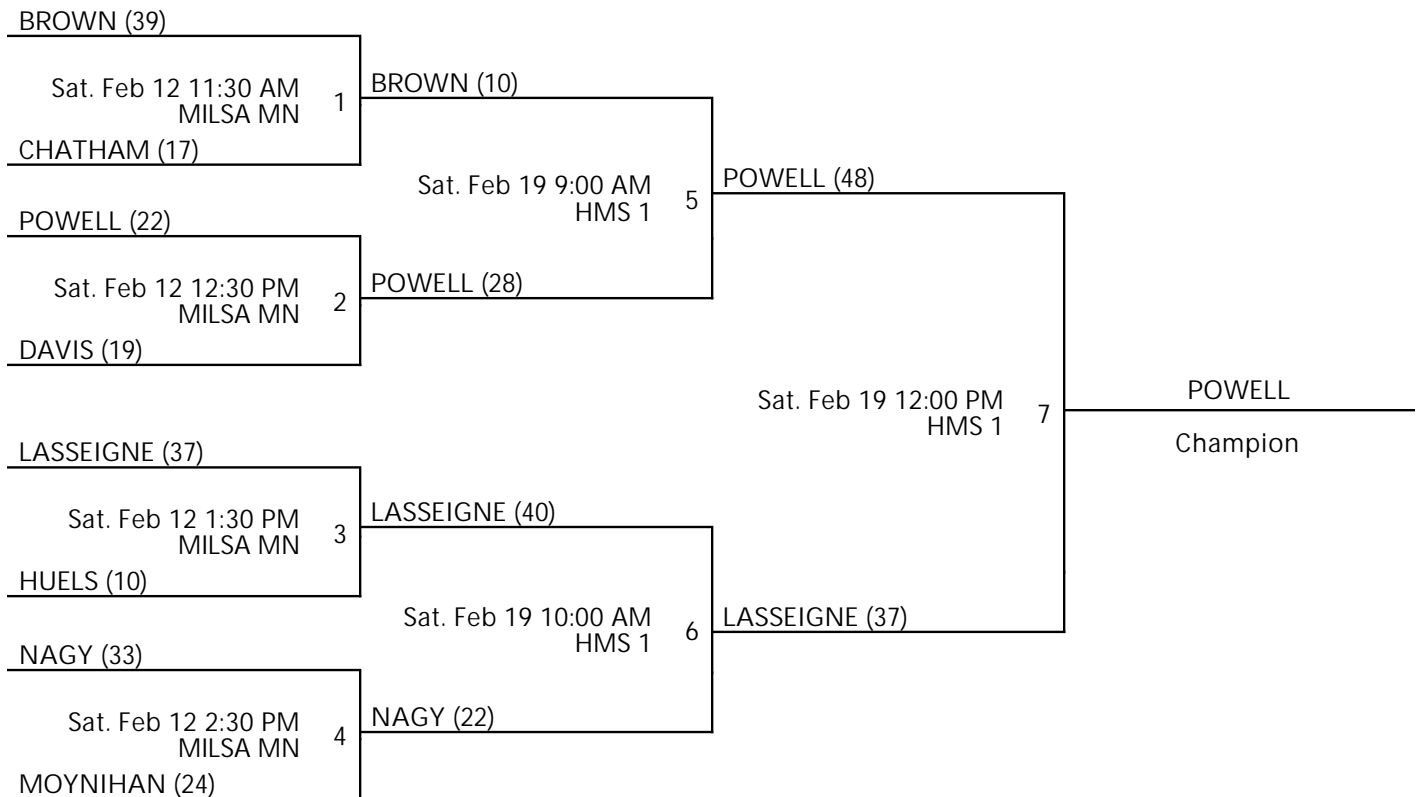 BROWN (39)
Sat. Feb 12 11:30 AM
MILSA MN
1
CHATHAM (17)
BROWN (10)
POWELL (22)
Sat. Feb 12 12:30 PM
MILSA MN
2
DAVIS (19)
POWELL (28)
Sat. Feb 19 9:00 AM
HMS 1
5
POWELL (48)
LASSEIGNE (37)
Sat. Feb 12 1:30 PM
MILSA MN
3
HUELS (10)
LASSEIGNE (40)
NAGY (33)
Sat. Feb 12 2:30 PM
MILSA MN
4
MOYNIHAN (24)
NAGY (22)
Sat. Feb 19 10:00 AM
HMS 1
6
LASSEIGNE (37)
Sat. Feb 19 12:00 PM
HMS 1
7
POWELL
Champion